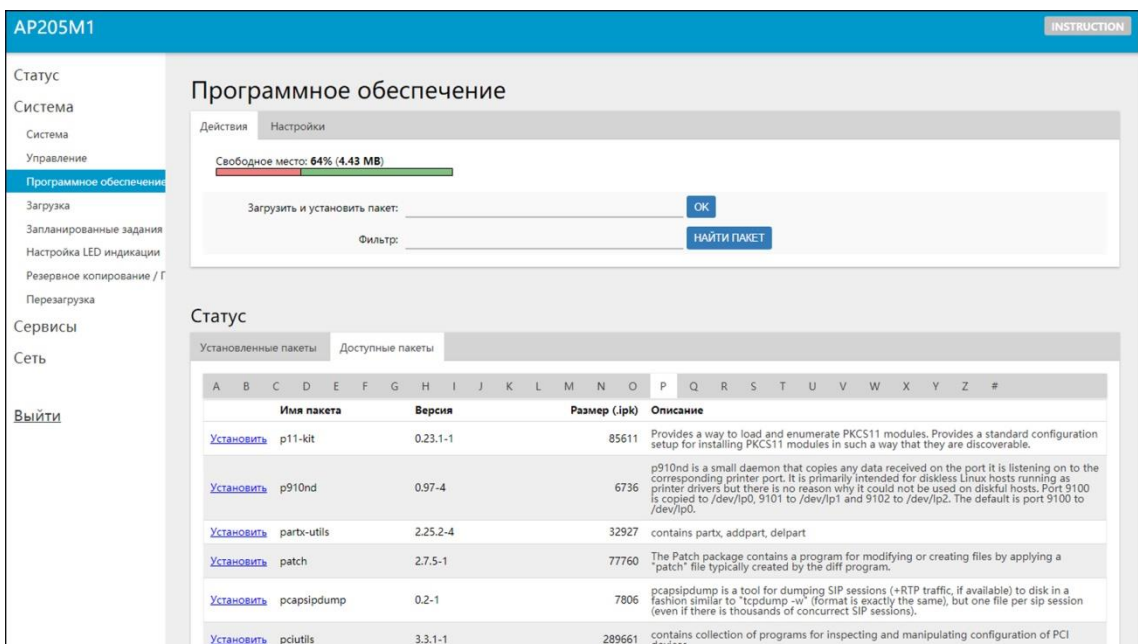 AP205M1
INSTRUCTION
Статус
Система
Система
Управление
Программное обеспечение
Загрузка
Запланированные задания
Настройка LED индикации
Резервное копирование / П
Перезагрузка
Сервисы
Сеть
Выйти
Программное обеспечение
Действия Настройки
Свободное место: 64% (4.43 MB)
Загрузить и установить пакет: OK
Фильтр: НАЙТИ ПАКЕТ
Статус
Установленные пакеты Доступные пакеты
A B C D E F G H I J K L M N O P Q R S T U V W X Y Z #
Имя пакета Версия Размер (.ipk) Описание
Установить p11-kit 0.23.1-1 85611 Provides a way to load and enumerate PKCS11 modules. Provides a standard configuration
setup for installing PKCS11 modules in such a way that they are discoverable.
Установить p910nd 0.97-4 6736 p910nd is a small daemon that copies any data received on the port it is listening on to the
corresponding printer port. It is primarily intended for diskless Linux hosts running as
printer drivers but there is no reason why it could not be used on diskful hosts. Port 9100
is copied to /dev/lp0, 9101 to /dev/lp1 and 9102 to /dev/lp2. The default is port 9100 to
/dev/lp0.
Установить partx-utils 2.25.2-4 32927 contains partx, addpart, delpart
Установить patch 2.7.5-1 77760 The Patch package contains a program for modifying or creating files by applying a
"patch" file typically created by the diff program.
Установить pcapsipdump 0.2-1 7806 pcapsipdump is a tool for dumping SIP sessions (+RTP traffic, if available) to disk in a
fashion similar to "tcpdump -w" (format is exactly the same), but one file per sip session
(even if there is thousands of concurrect SIP sessions).
Установить pciutils 3.3.1-1 289661 contains collection of programs for inspecting and manipulating configuration of PCI